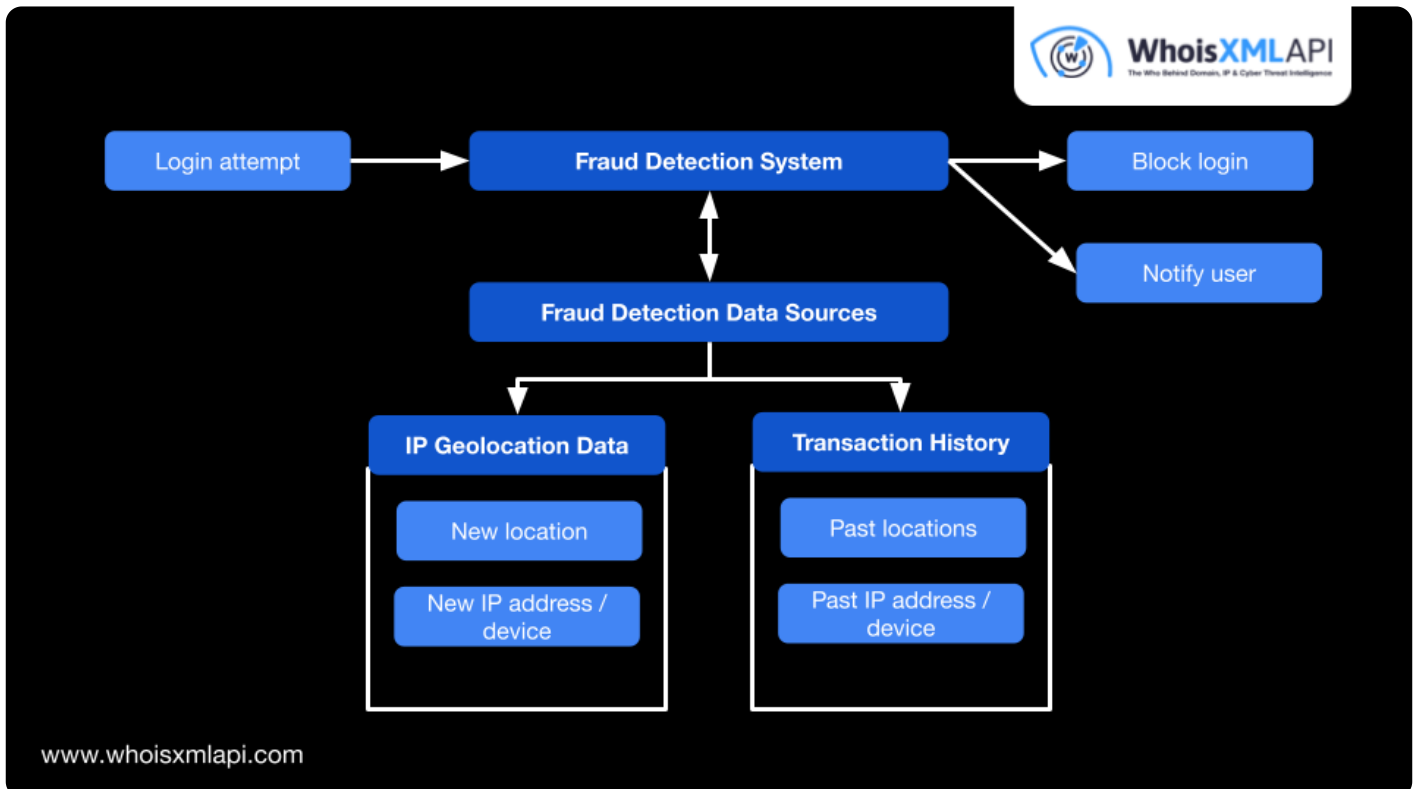 WhoisXMLAPI
The Who Behind Domain, IP & Cyber Threat Intelligence
Login attempt
Fraud Detection System
Block login
Notify user
Fraud Detection Data Sources
IP Geolocation Data
Transaction History
New location
Past locations
New IP address /
device
Past IP address /
device
www.whoisxmlapi.com